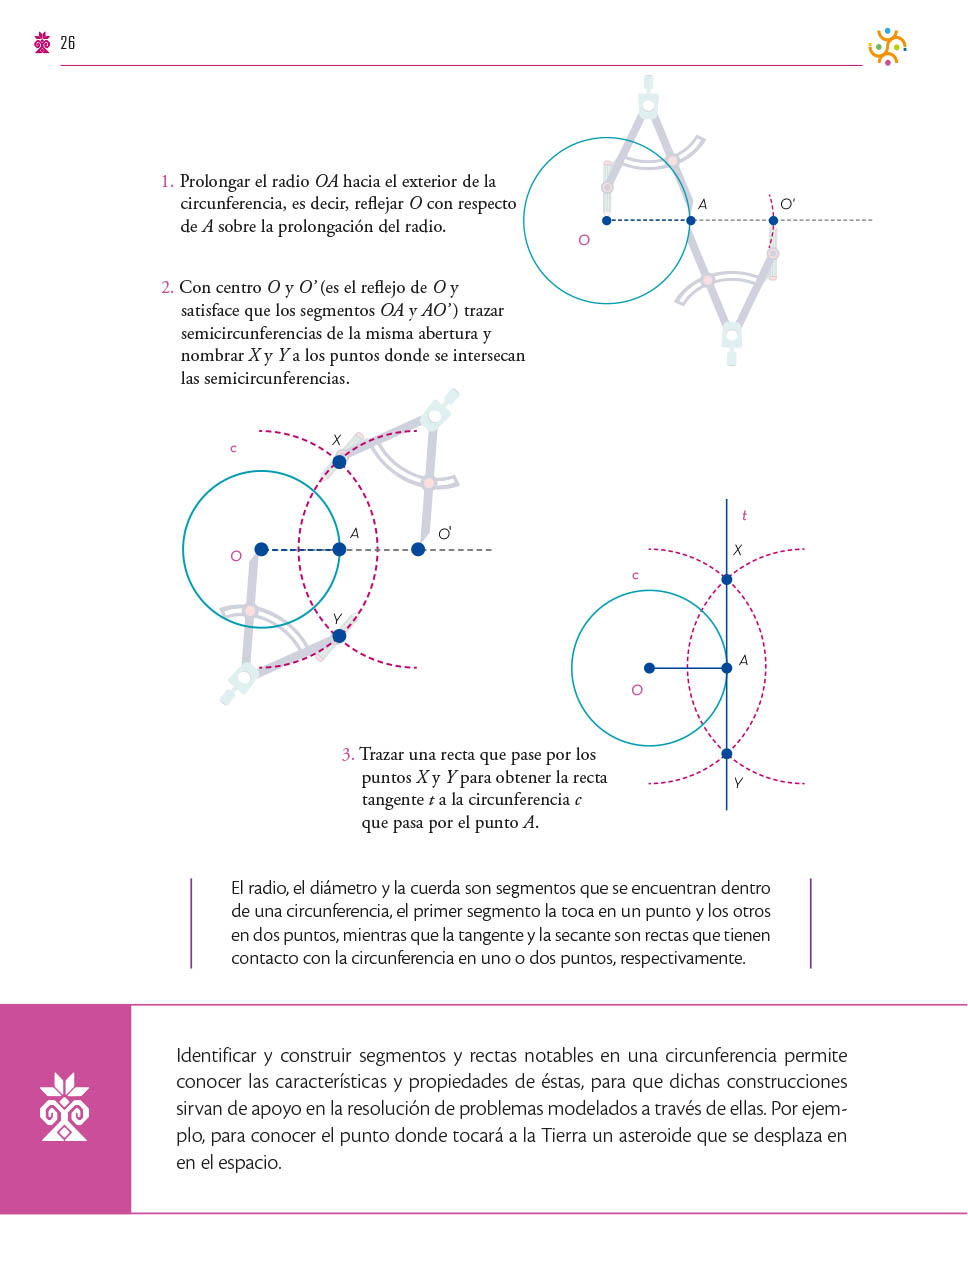 26
1. Prolongar el radio OA hacia el exterior de la
circunferencia, es decir, reflejar O con respecto
de A sobre la prolongación del radio.
A
O'
O
2. Con centro O y O’ (es el reflejo de O y
satisface que los segmentos OA y AO’ ) trazar
semicircunferencias de la misma abertura y
nombrar X y Y a los puntos donde se intersecan
las semicircunferencias.
c
X
A
O'
O
Y
t
X
c
A
O
Y
3. Trazar una recta que pase por los
puntos X y Y para obtener la recta
tangente t a la circunferencia c
que pasa por el punto A.
El radio, el diámetro y la cuerda son segmentos que se encuentran dentro
de una circunferencia, el primer segmento la toca en un punto y los otros
en dos puntos, mientras que la tangente y la secante son rectas que tienen
contacto con la circunferencia en uno o dos puntos, respectivamente.
Identificar y construir segmentos y rectas notables en una circunferencia permite
conocer las características y propiedades de éstas, para que dichas construcciones
sirvan de apoyo en la resolución de problemas modelados a través de ellas. Por ejem-
plo, para conocer el punto donde tocará a la Tierra un asteroide que se desplaza en
en el espacio.